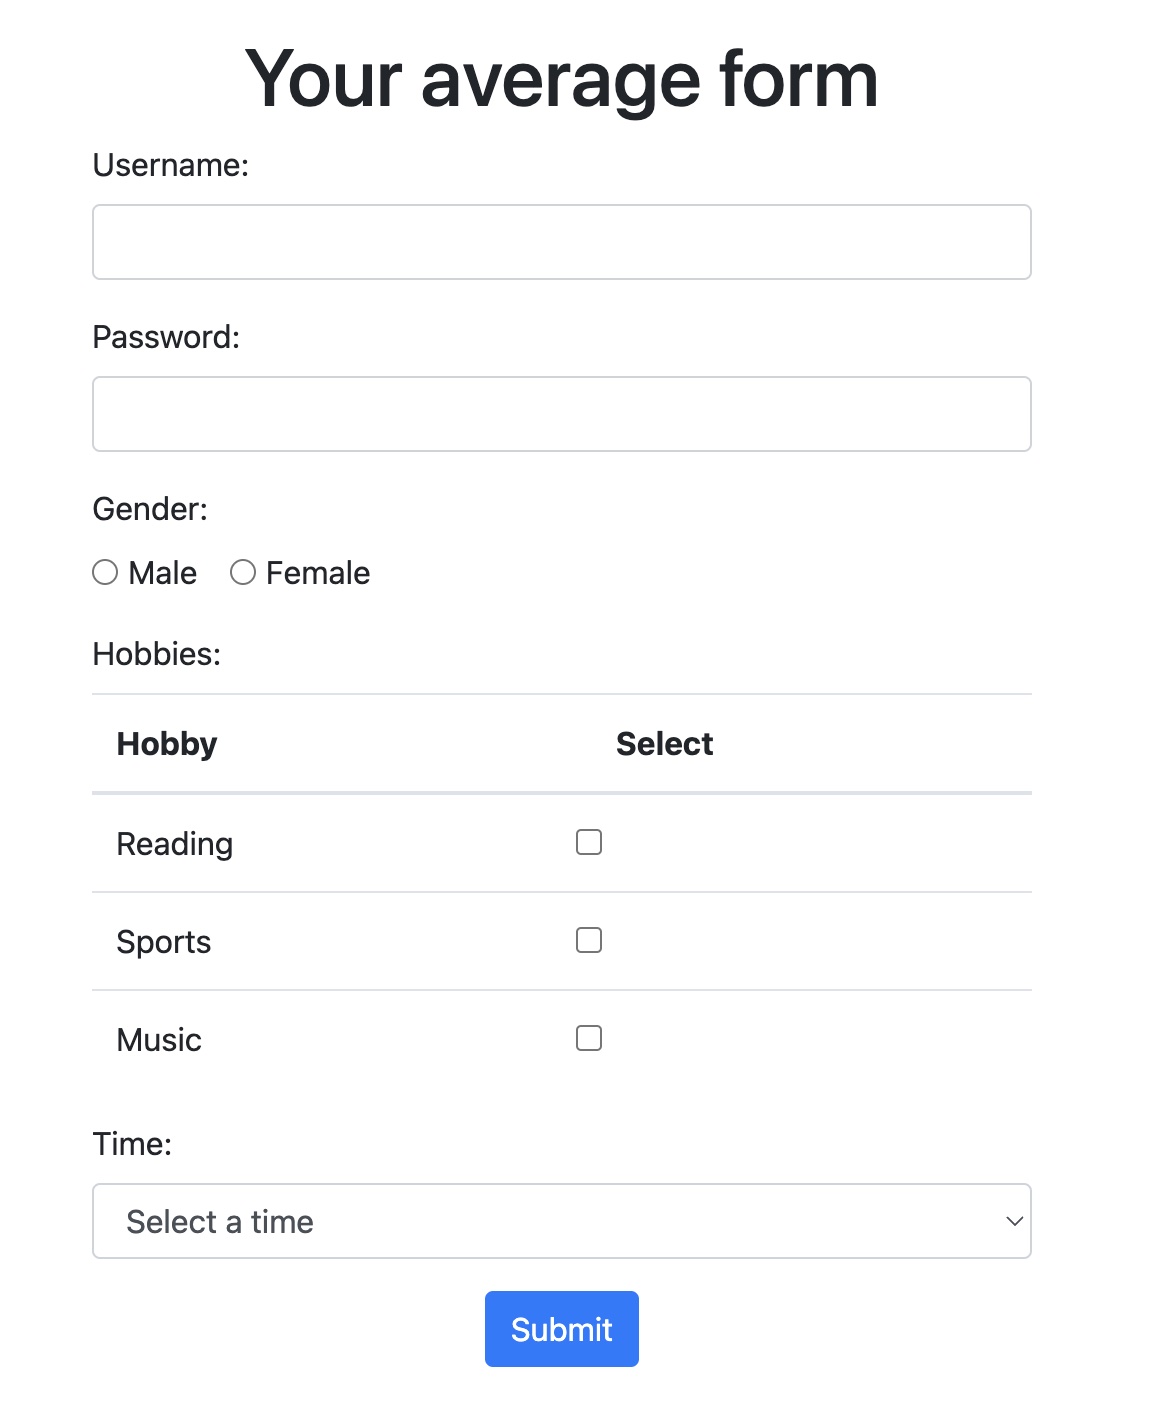 Your average form
Username:
Password:
Gender:
Male Female
Hobbies:
Hobby Select
Reading
Sports
Music
Time:
Select a time
Submit